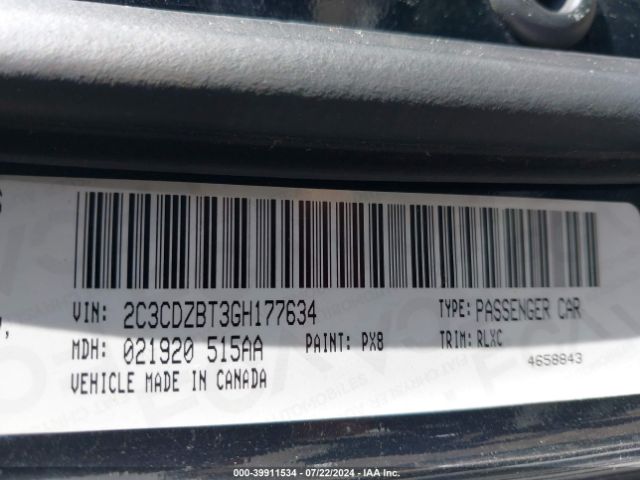 VIN: 2C3CDZBT3GH177634 TYPE: PASSENGER CAR
MDH: 021920 515AA PAINT: PX8 TRIM: RLXC
VEHICLE MADE IN CANADA 4658843
000-39911534 - 07/22/2024 - IAA Inc.